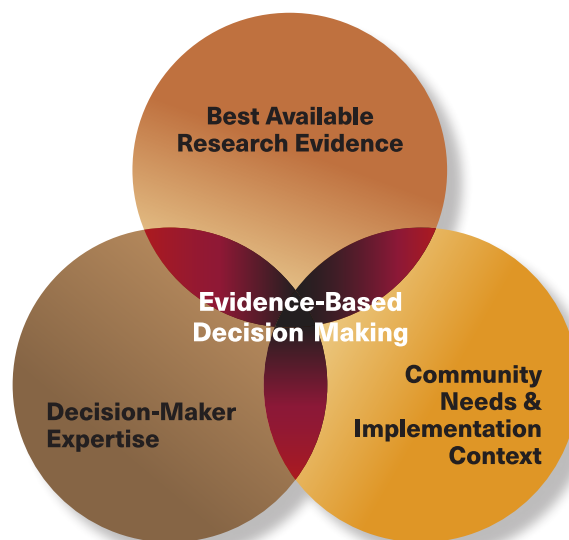 Best Available
Research Evidence
Evidence-Based
Decision Making
Decision-Maker
Expertise
Community
Needs &
Implementation
Context